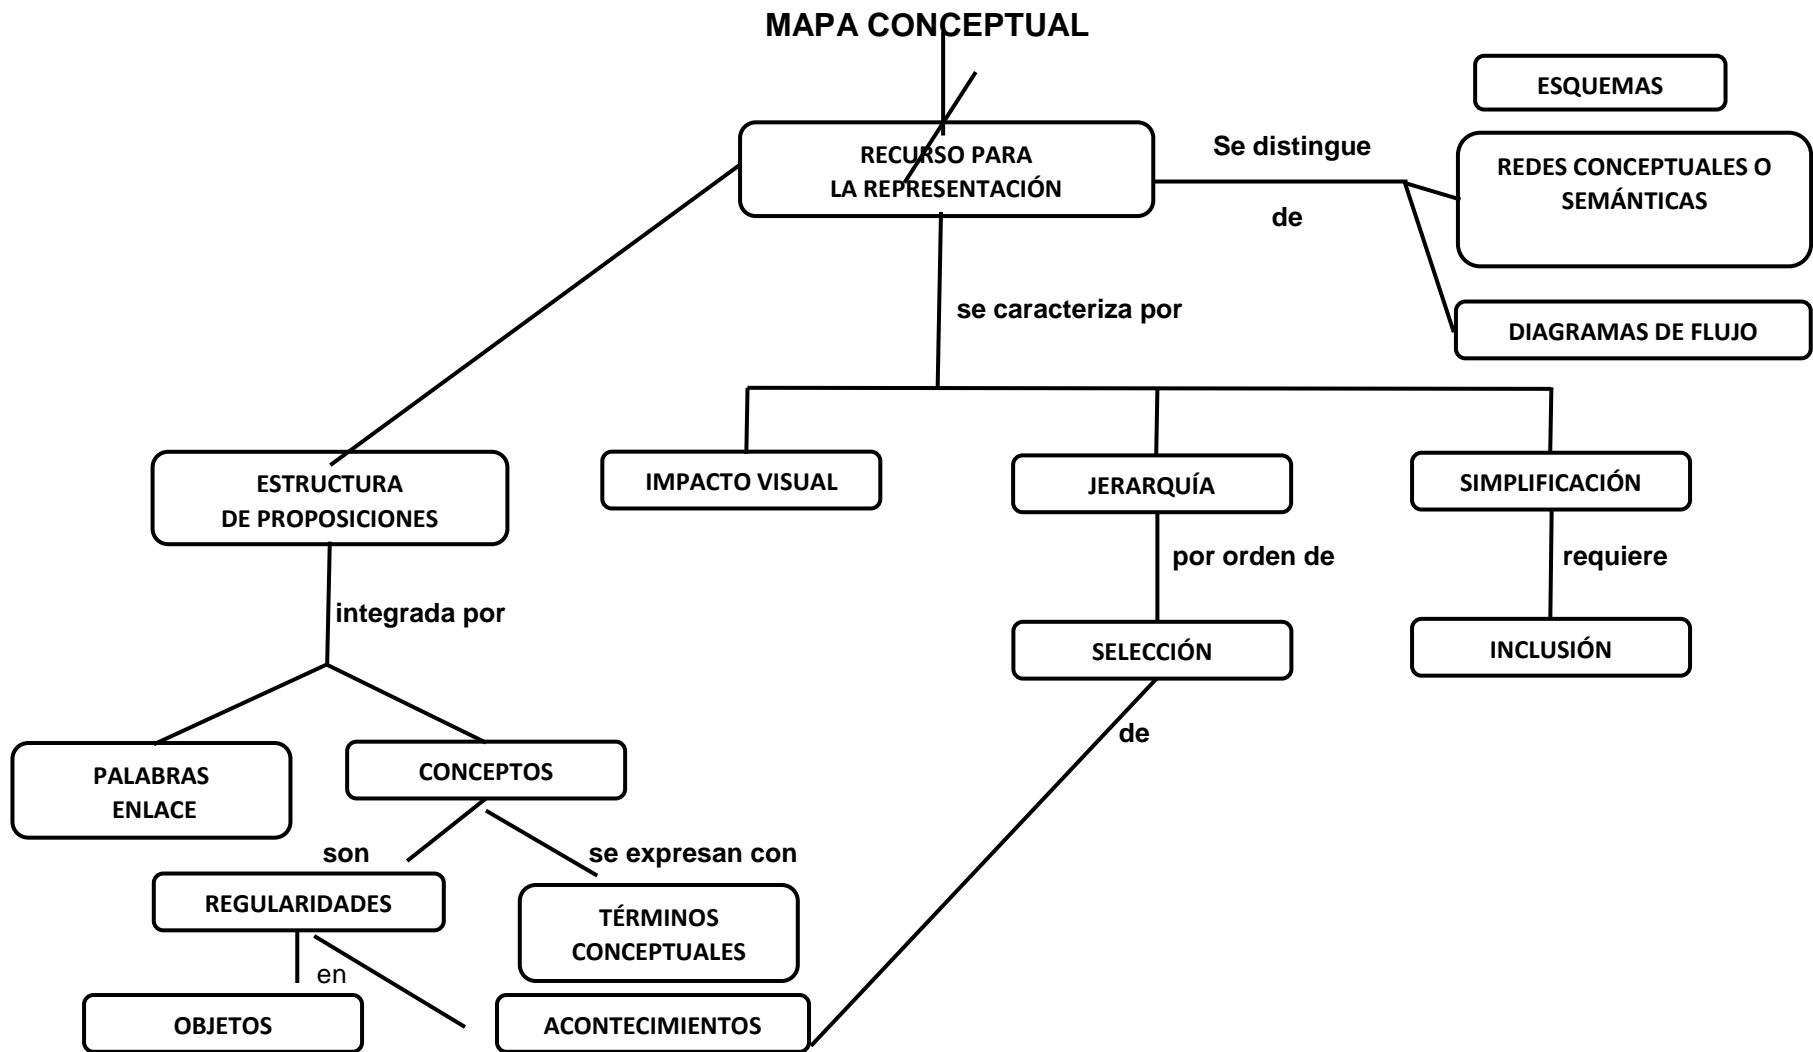 MAPA CONCEPTUAL
ESQUEMAS
RECURSO PARA
LA REPRESENTACIÓN
Se distingue
de
REDES CONCEPTUALES O
SEMÁNTICAS
se caracteriza por
DIAGRAMAS DE FLUJO
ESTRUCTURA
DE PROPOSICIONES
IMPACTO VISUAL
JERARQUÍA
SIMPLIFICACIÓN
por orden de
requiere
integrada por
SELECCIÓN
INCLUSIÓN
de
PALABRAS
ENLACE
CONCEPTOS
son
se expresan con
REGULARIDADES
TÉRMINOS
CONCEPTUALES
en
OBJETOS
ACONTECIMIENTOS